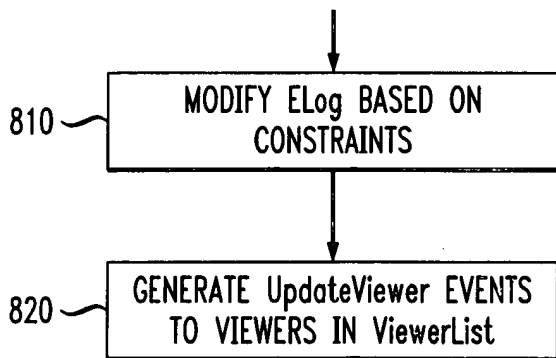 810
MODIFY ELog BASED ON
CONSTRAINTS
820
GENERATE UpdateViewer EVENTS
TO VIEWERS IN ViewerList